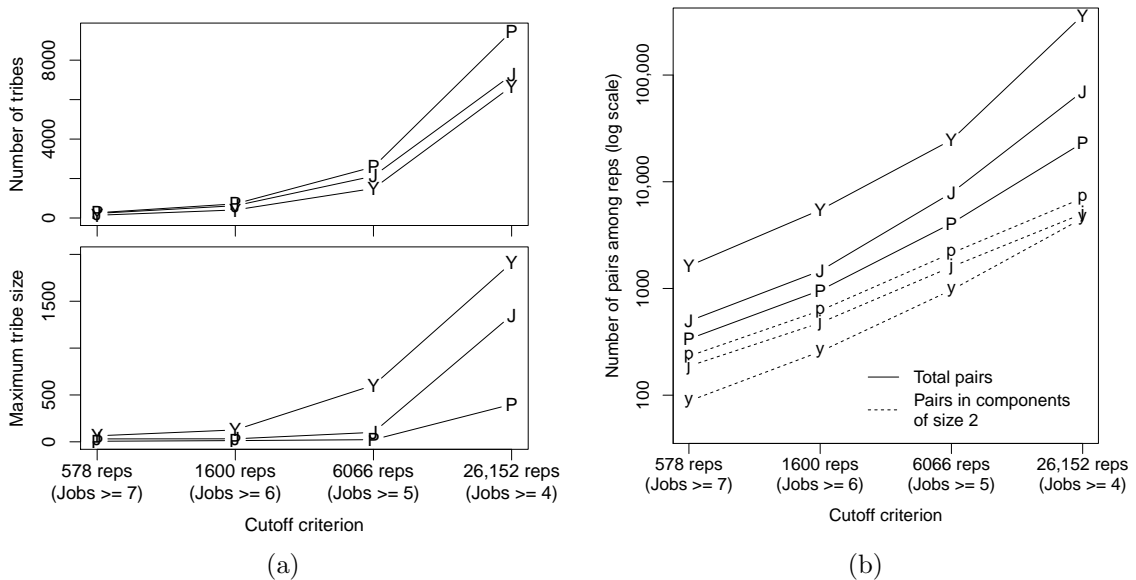 Number of tribes
8000
4000
0
P
J
Y
P
J
Y
P
J
Y
P
J
Y
Maximum tribe size
1500
500
0
Y
J
P
Y
J
P
Y
J
P
Y
J
P
578 reps
(Jobs >= 7)
1600 reps
(Jobs >= 6)
6066 reps
(Jobs >= 5)
26,152 reps
(Jobs >= 4)
Cutoff criterion
(a)
Number of pairs among reps (log scale)
100,000
10,000
1000
100
Y
J
P
p
j
y
Y
J
P
p
j
y
Y
J
P
p
j
y
Y
J
P
p
j
y
Total pairs
Pairs in components
of size 2
578 reps
(Jobs >= 7)
1600 reps
(Jobs >= 6)
6066 reps
(Jobs >= 5)
26,152 reps
(Jobs >= 4)
Cutoff criterion
(b)